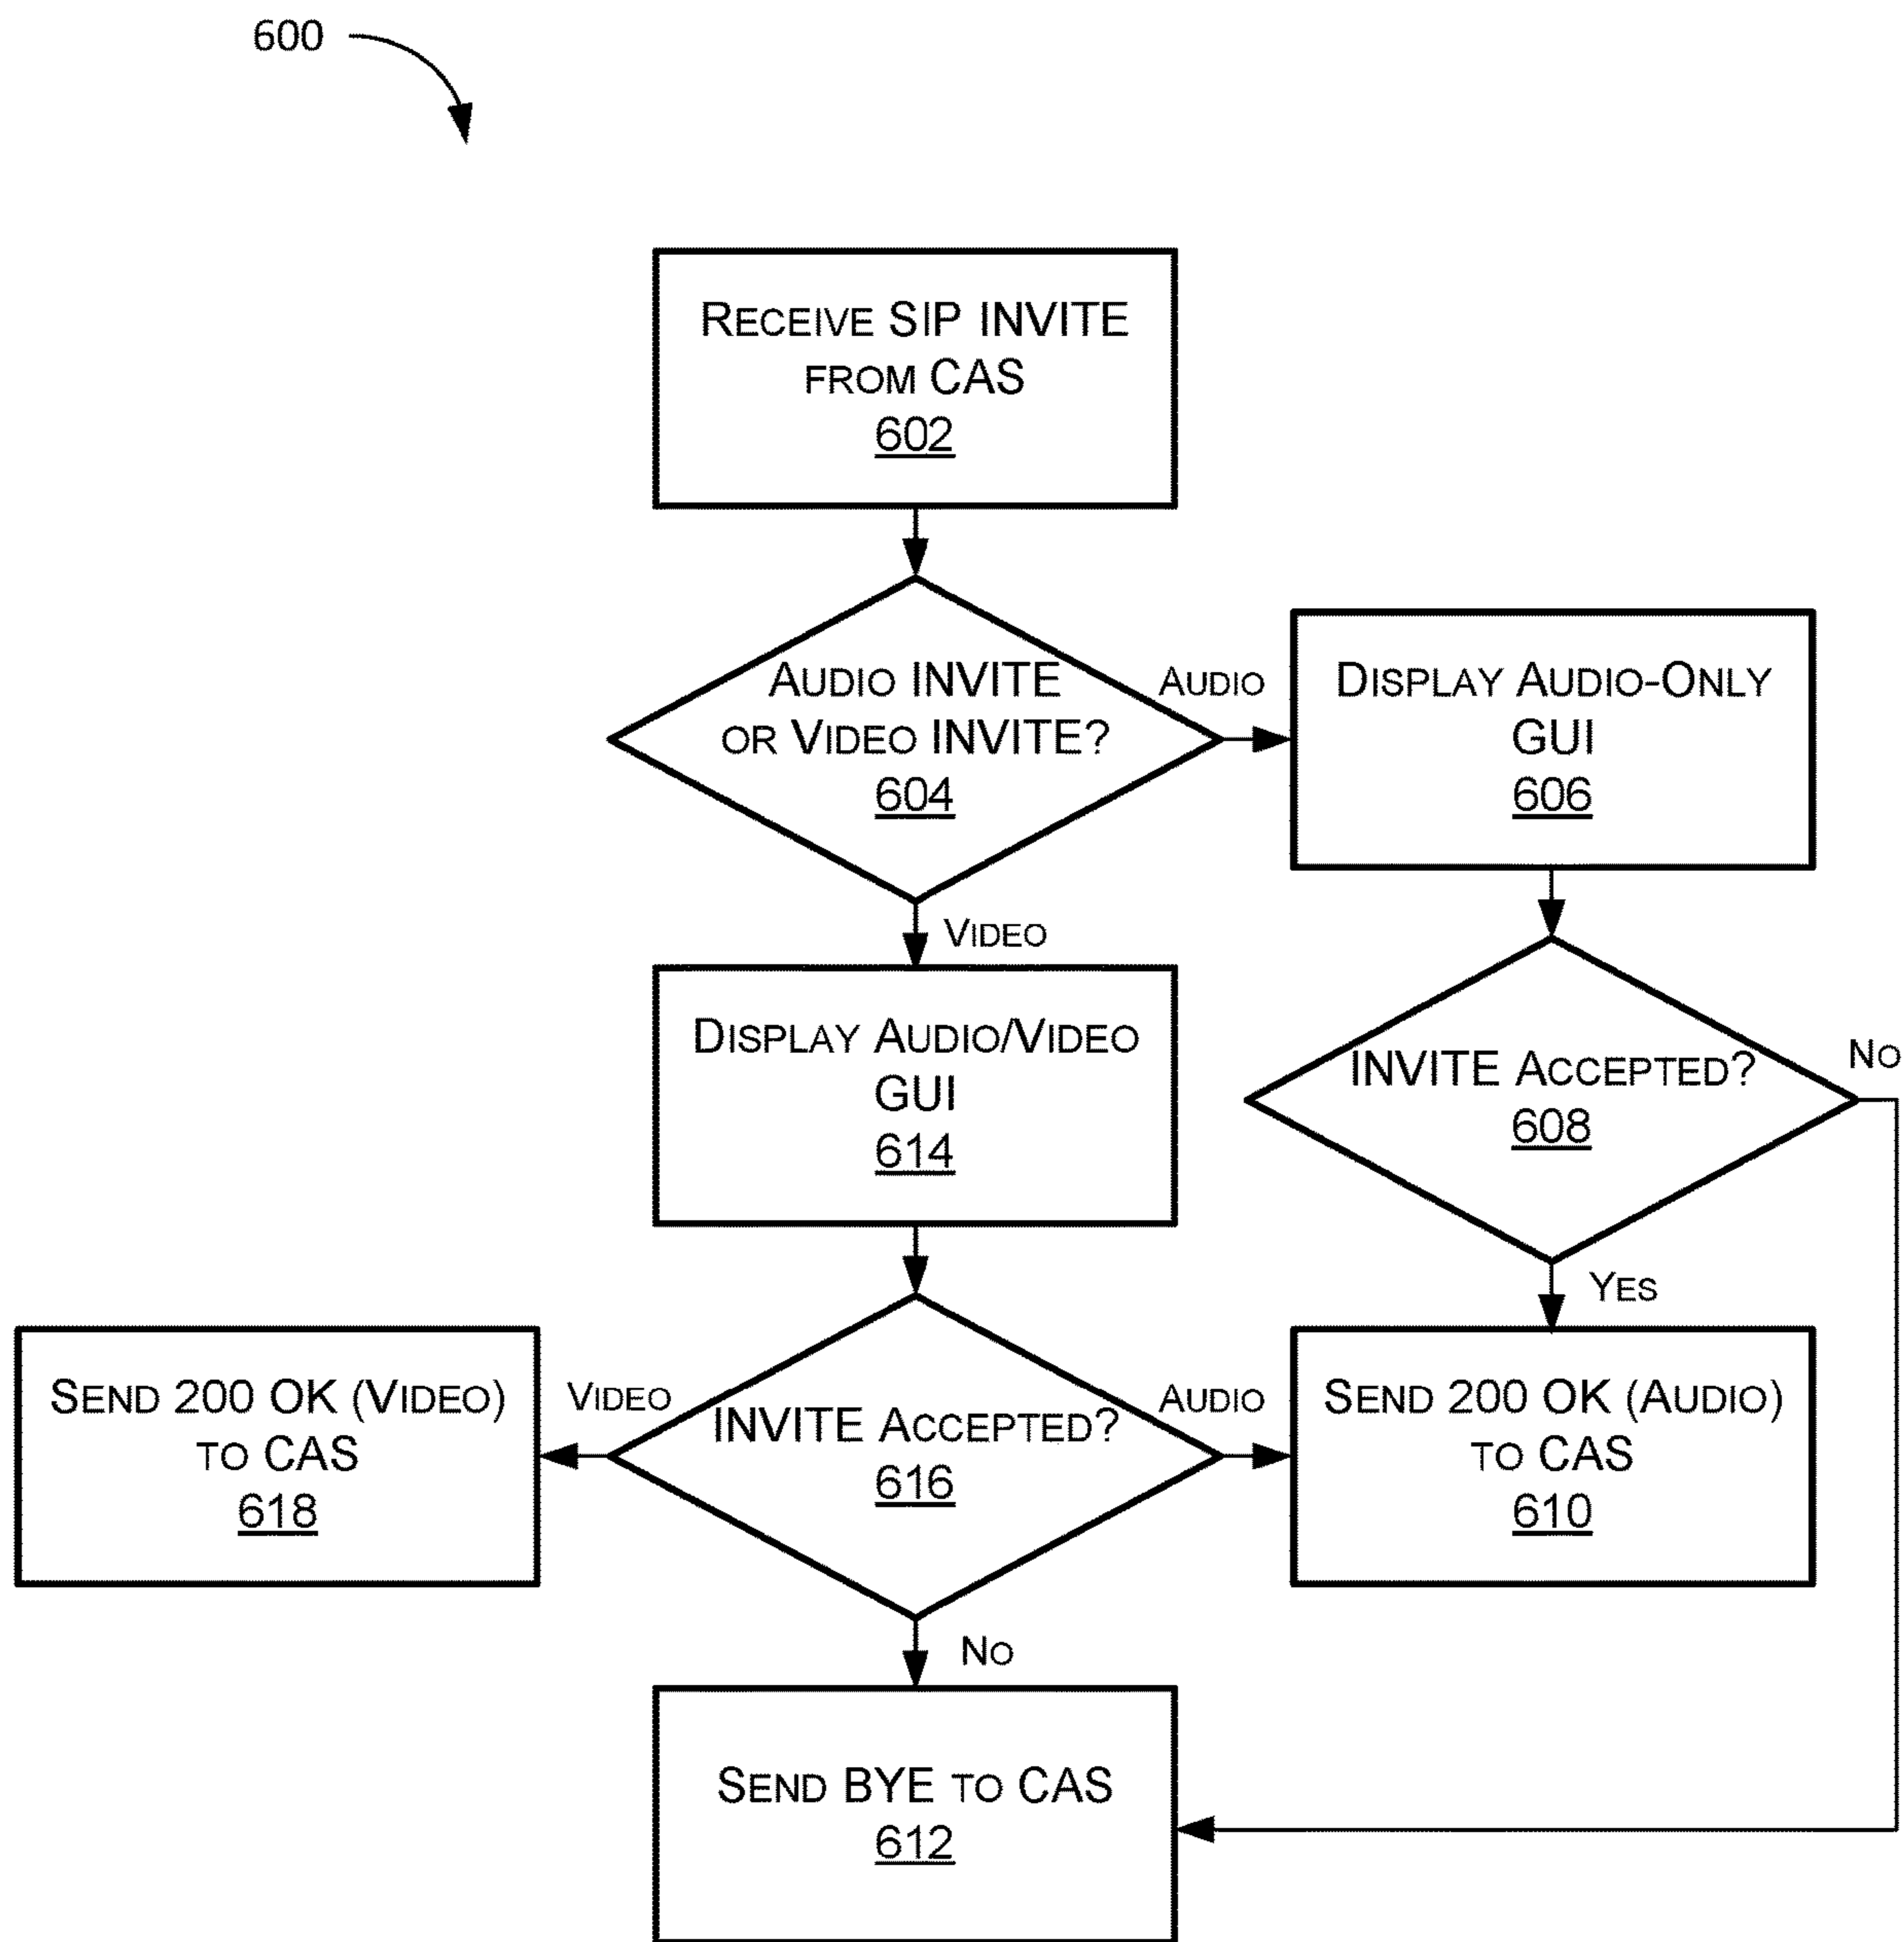 600
RECEIVE SIP INVITE
FROM CAS
602
AUDIO INVITE
OR VIDEO INVITE?
604
AUDIO
DISPLAY AUDIO-ONLY
GUI
606
VIDEO
DISPLAY AUDIO/VIDEO
GUI
614
INVITE ACCEPTED?
608
NO
YES
SEND 200 OK (VIDEO)
TO CAS
618
VIDEO
INVITE ACCEPTED?
616
AUDIO
SEND 200 OK (AUDIO)
TO CAS
610
NO
SEND BYE TO CAS
612